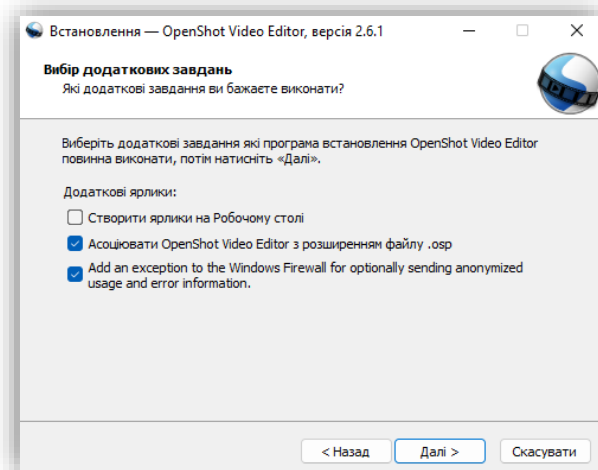 Встановлення — OpenShot Video Editor, версія 2.6.1
Вибір додаткових завдань
Які додаткові завдання ви бажаєте виконати?
Виберіть додаткові завдання які програма встановлення OpenShot Video Editor
повинна виконати, потім натисніть «Далі».
Додаткові ярлики:
Створити ярлики на Робочому столі
Асоціювати OpenShot Video Editor з розширенням файлу .osp
Add an exception to the Windows Firewall for optionally sending anonymized
usage and error information.
< Назад Далі > Скасувати